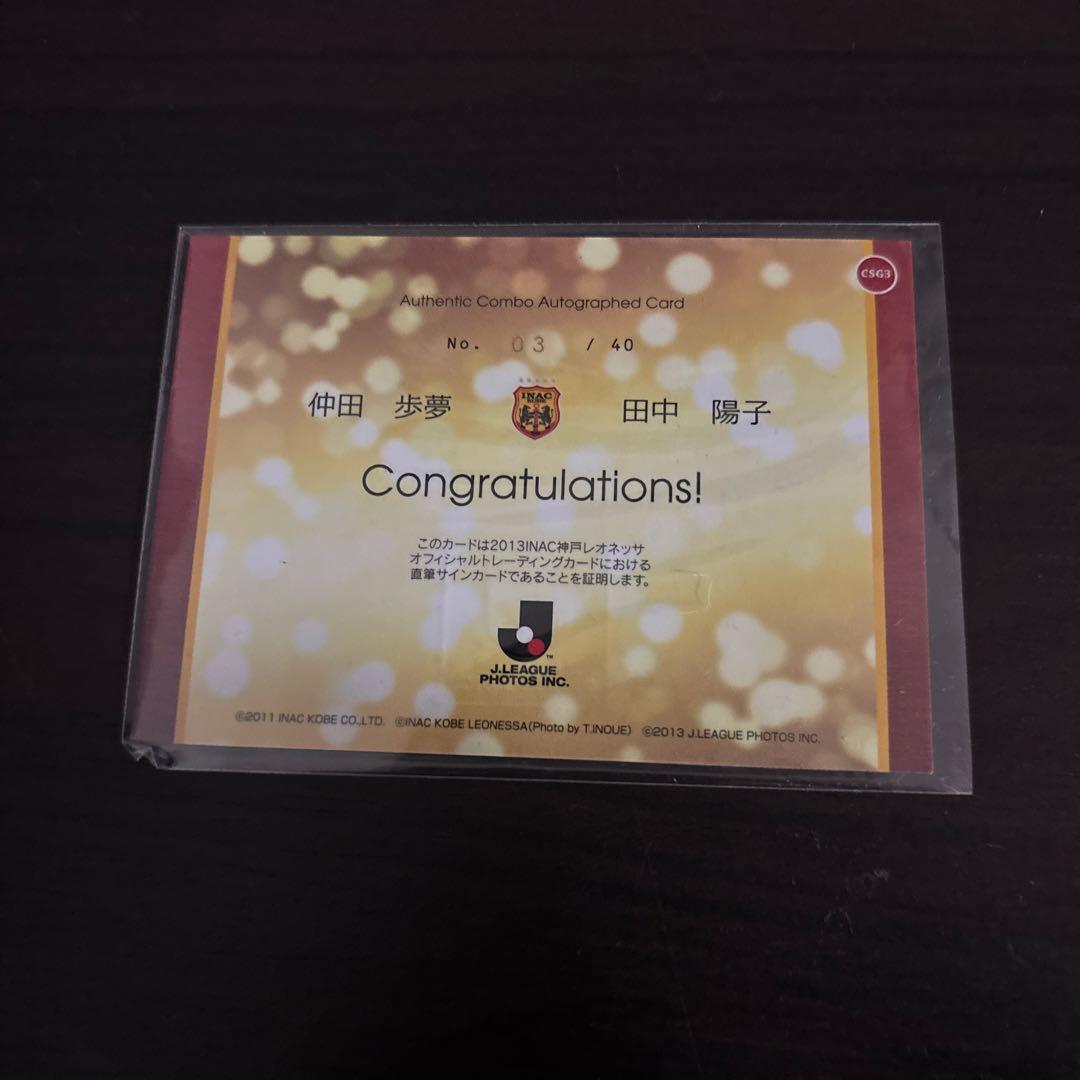 CSG3
Authentic Combo Autographed Card
No. 03 / 40
仲田 歩夢
INAC
KOBE
田中 陽子
Congratulations!
このカードは2013INAC神戸レオネッサ
オフィシャルトレーディングカードにおける
直筆サインカードであることを証明します。
J.LEAGUE
PHOTOS INC.
©2011 INAC KOBE CO.,LTD. ©INAC KOBE LEONESSA(Photo by T.INOUE) ©2013 J.LEAGUE PHOTOS INC.